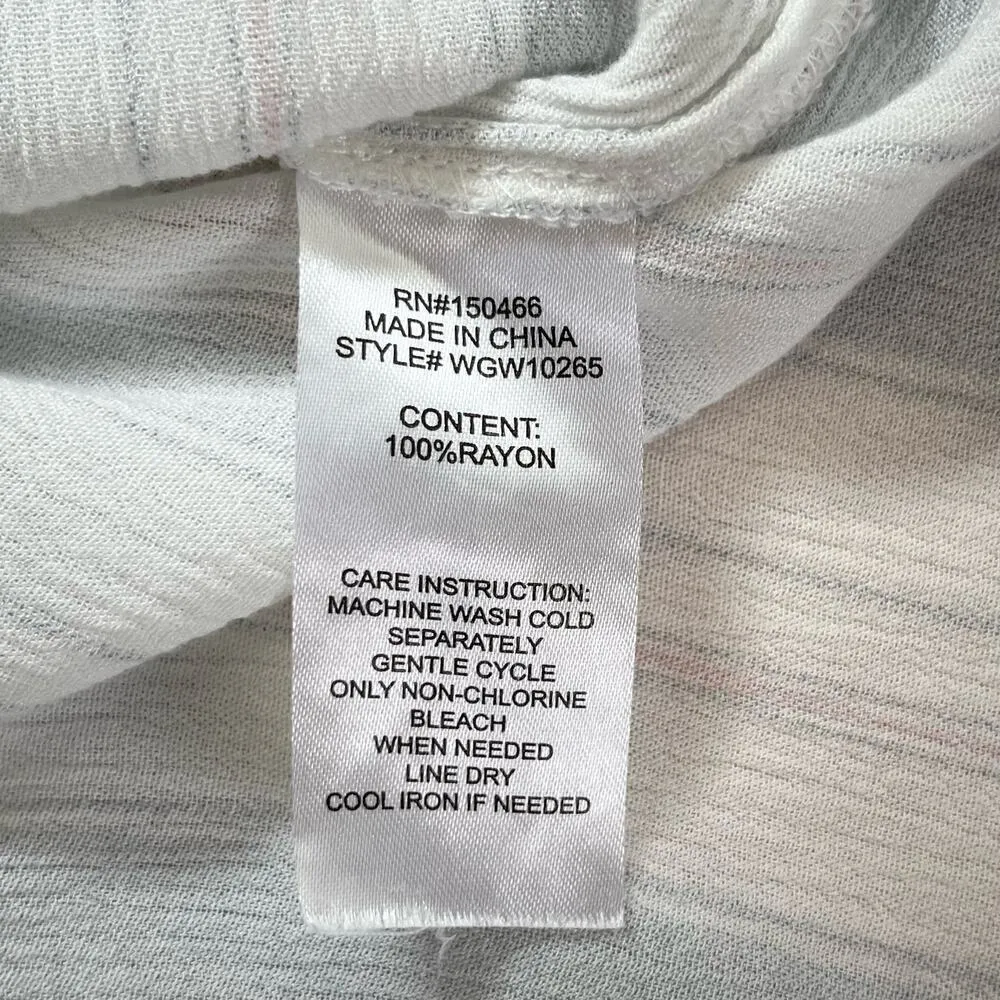 RN#150466
MADE IN CHINA
STYLE# WGW10265
CONTENT:
100%RAYON
CARE INSTRUCTION:
MACHINE WASH COLD
SEPARATELY
GENTLE CYCLE
ONLY NON-CHLORINE
BLEACH
WHEN NEEDED
LINE DRY
COOL IRON IF NEEDED